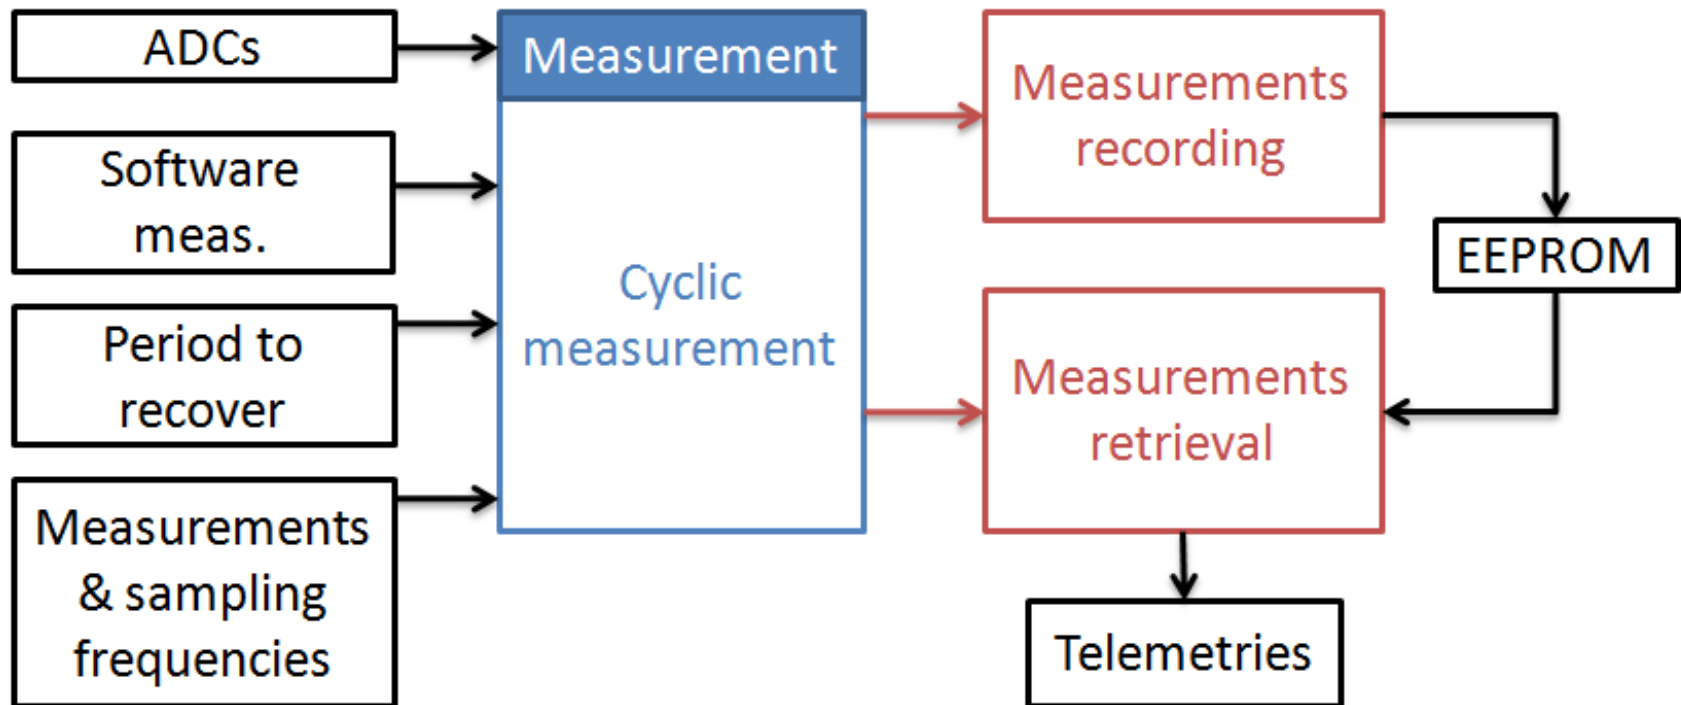 ADCs
Software
meas.
Period to
recover
Measurements
& sampling
frequencies
Measurement
Cyclic
measurement
Measurements
recording
Measurements
retrieval
EEPROM
Telemetries